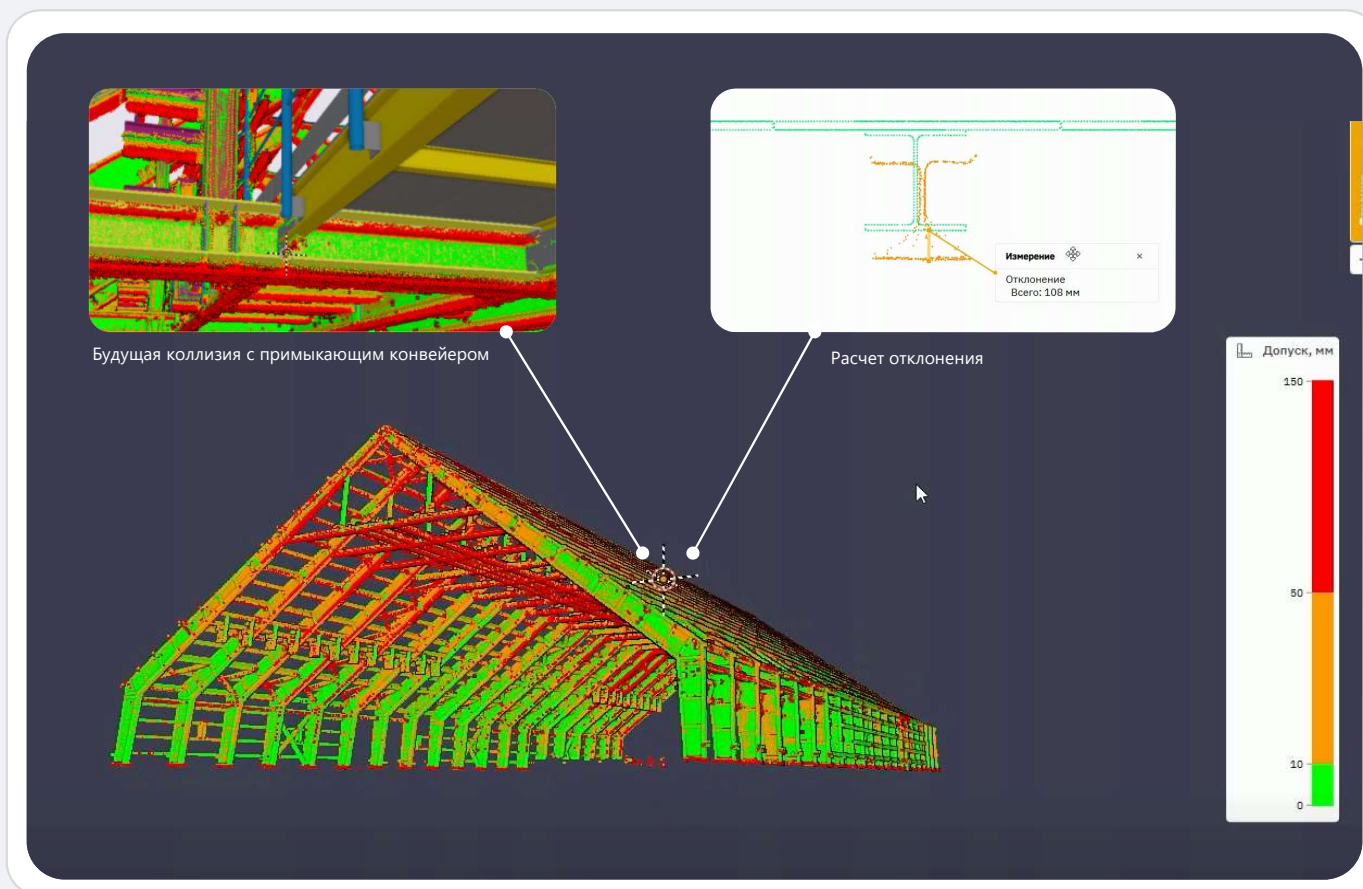 Измерение
×
Отклонение
Всего: 108 мм
Будущая коллизия с примыкающим конвейером
Расчет отклонения
Допуск, мм
150
50
10
0